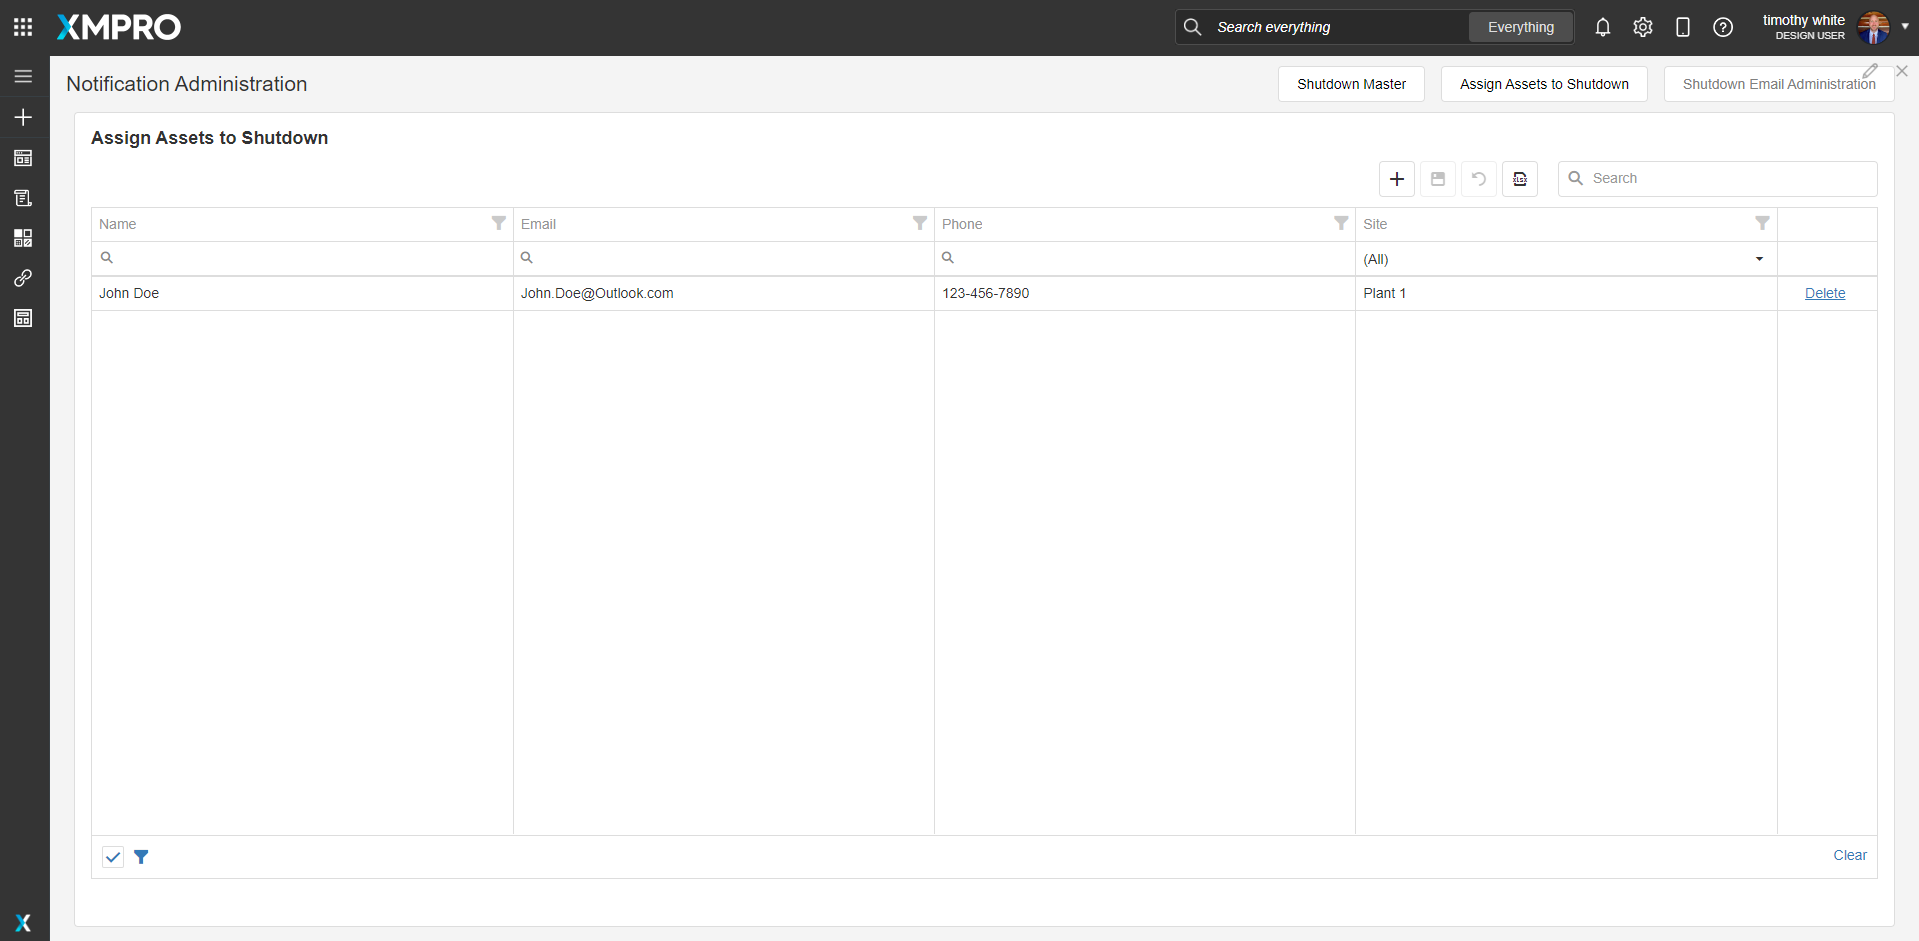 XMPRO
Search everything
Everything
timothy white
DESIGN USER
Notification Administration
Shutdown Master
Assign Assets to Shutdown
Shutdown Email Administration
Assign Assets to Shutdown
xlsx
Search
Name
Email
Phone
Site
(All)
John Doe
John.Doe@Outlook.com
123-456-7890
Plant 1
Delete
Clear
X